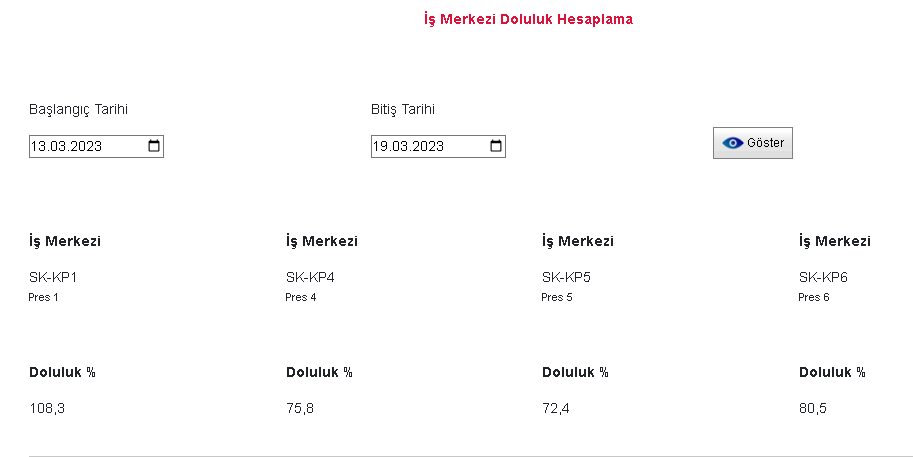 İş Merkezi Doluluk Hesaplama
Başlangıç Tarihi Bitiş Tarihi
13.03.2023 19.03.2023 Göster
İş Merkezi İş Merkezi İş Merkezi İş Merkezi
SK-KP1 SK-KP4 SK-KP5 SK-KP6
Pres 1 Pres 4 Pres 5 Pres 6
Doluluk % Doluluk % Doluluk % Doluluk %
108,3 75,8 72,4 80,5